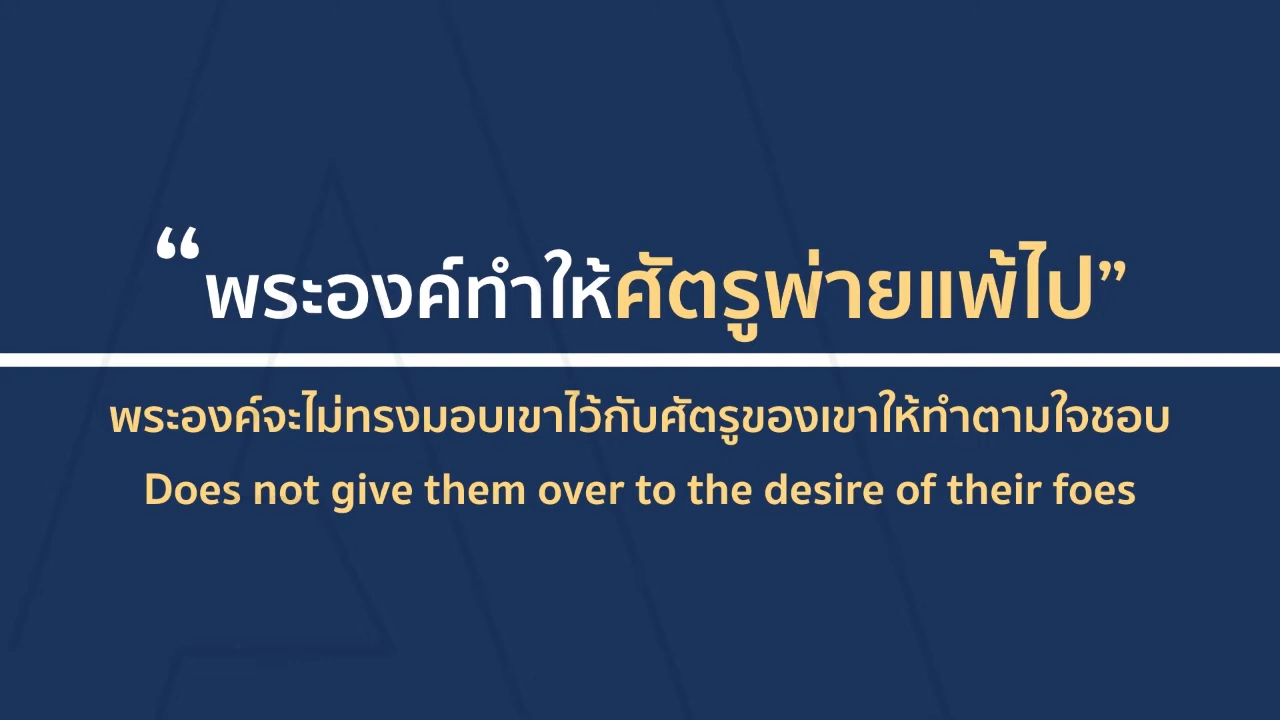 “พระองค์ทำให้ศัตรูพ่ายแพ้ไป”
พระองค์จะไม่ทรงมอบเขาไว้กับศัตรูของเขาให้ทำตามใจชอบ
Does not give them over to the desire of their foes